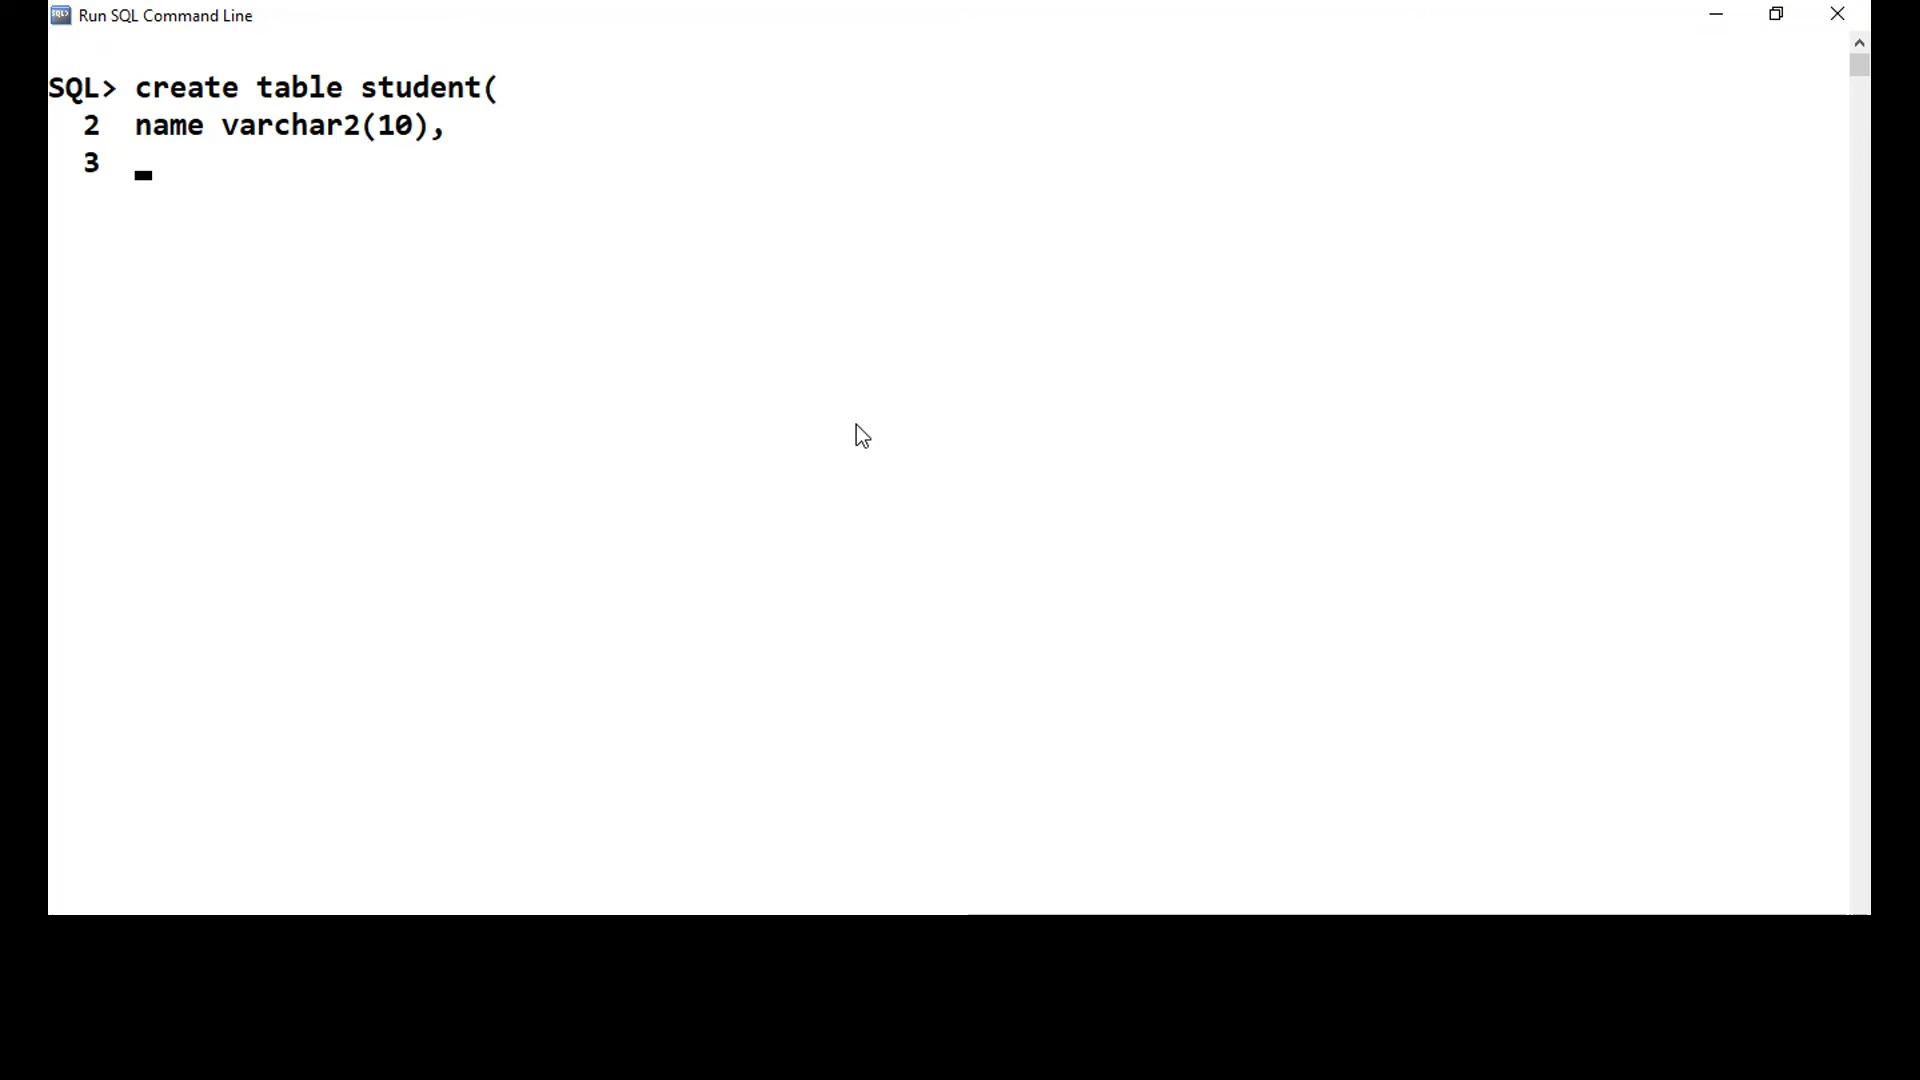 Run SQL Command Line
SQL> create table student(
2 name varchar2(10),
3